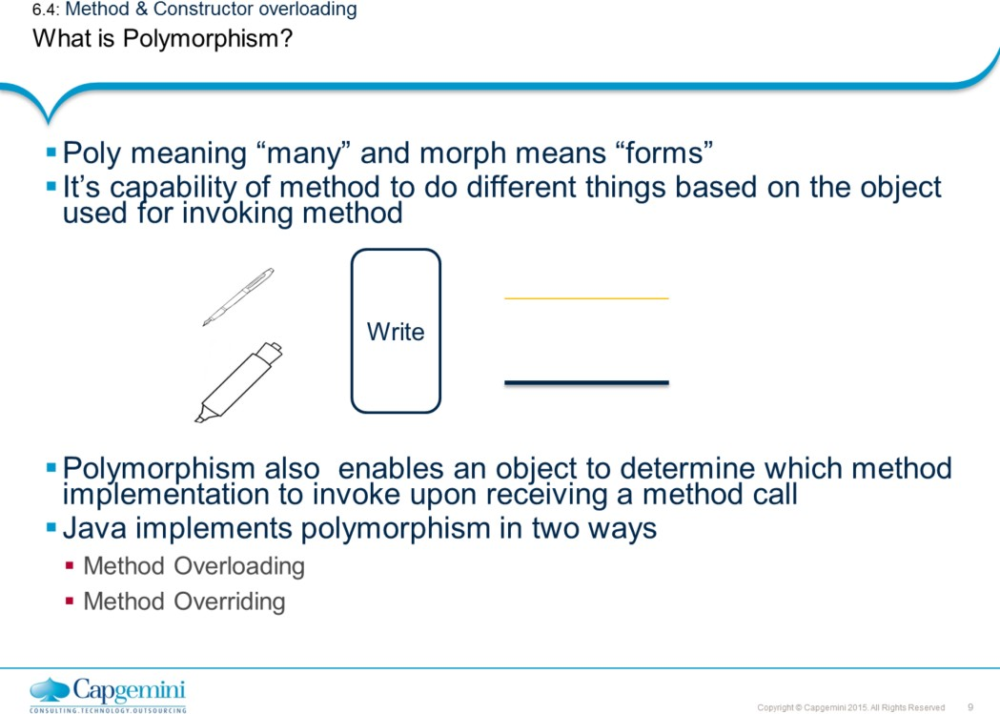 6.4: Method & Constructor overloading
What is Polymorphism?
▪ Poly meaning “many” and morph means “forms”
▪ It’s capability of method to do different things based on the object
used for invoking method
Write
▪ Polymorphism also  enables an object to determine which method
implementation to invoke upon receiving a method call
▪ Java implements polymorphism in two ways
▪ Method Overloading
▪ Method Overriding
Capgemini
CONSULTING.TECHNOLOGY.OUTSOURCING
Copyright © Capgemini 2015. All Rights Reserved 9